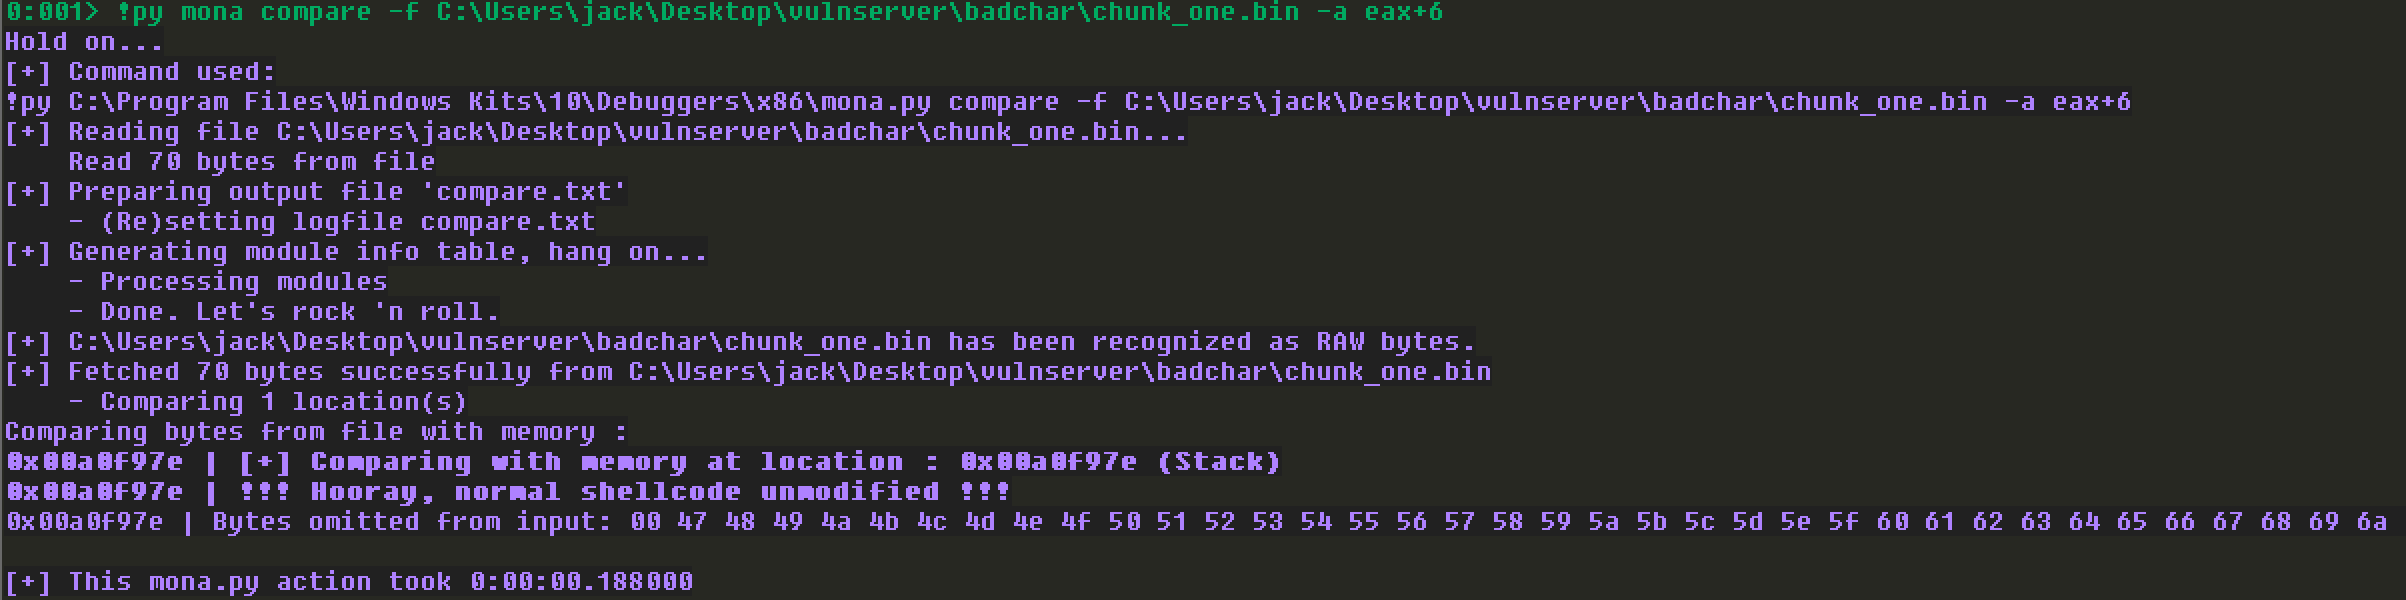 0:001> !py mona compare -f C:\Users\jack\Desktop\vulnserver\badchar\chunk_one.bin -a eax+6
Hold on...
[+] Command used:
!py C:\Program Files\Windows Kits\10\Debuggers\x86\mona.py compare -f C:\Users\jack\Desktop\vulnserver\badchar\chunk_one.bin -a eax+6
[+] Reading file C:\Users\jack\Desktop\vulnserver\badchar\chunk_one.bin...
    Read 70 bytes from file
[+] Preparing output file 'compare.txt'
    - (Re)setting logfile compare.txt
[+] Generating module info table, hang on...
    - Processing modules
    - Done. Let's rock 'n roll.
[+] C:\Users\jack\Desktop\vulnserver\badchar\chunk_one.bin has been recognized as RAW bytes.
[+] Fetched 70 bytes successfully from C:\Users\jack\Desktop\vulnserver\badchar\chunk_one.bin
    - Comparing 1 location(s)
Comparing bytes from file with memory :
0x00a0f97e | [+] Comparing with memory at location : 0x00a0f97e (Stack)
0x00a0f97e | !!! Hooray, normal shellcode unmodified !!!
0x00a0f97e | Bytes omitted from input: 00 47 48 49 4a 4b 4c 4d 4e 4f 50 51 52 53 54 55 56 57 58 59 5a 5b 5c 5d 5e 5f 60 61 62 63 64 65 66 67 68 69 6a
[+] This mona.py action took 0:00:00.188000